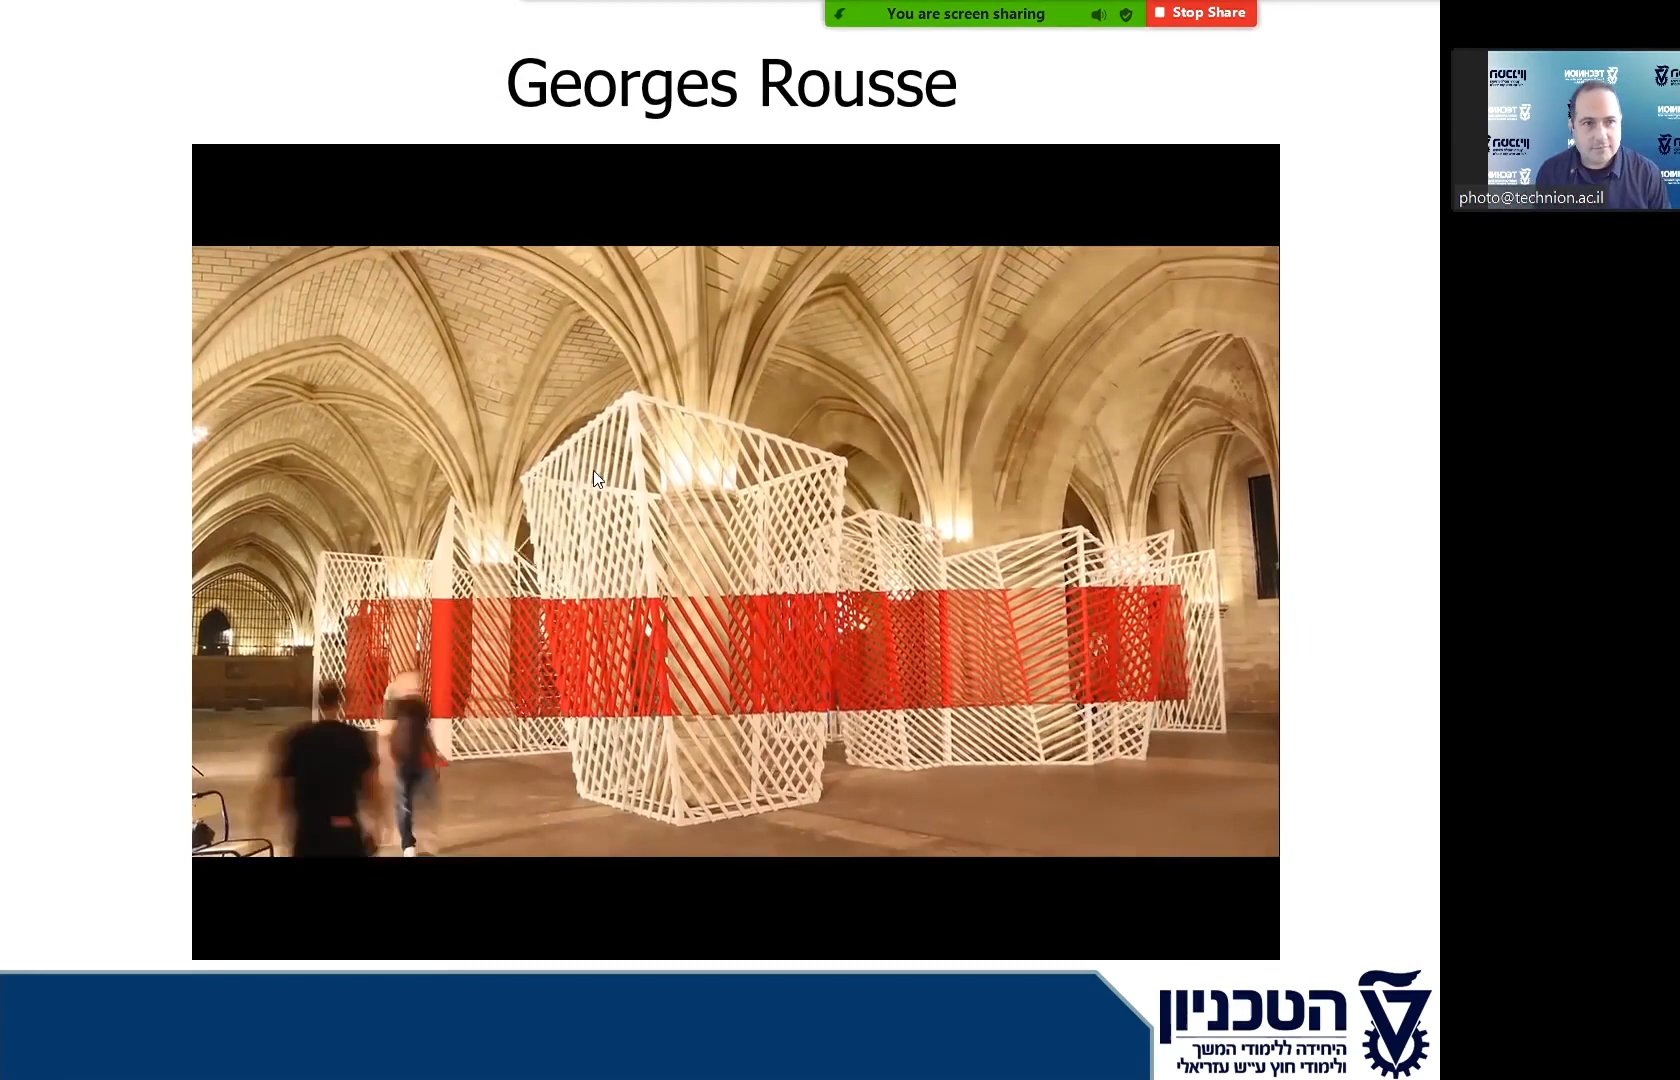 You are screen sharing
Stop Share
Georges Rousse
TECHNION
photo@technion.ac.il
הטכניון
היחידה ללימודי המשך
ולימודי חוץ ע״ש עזריאלי